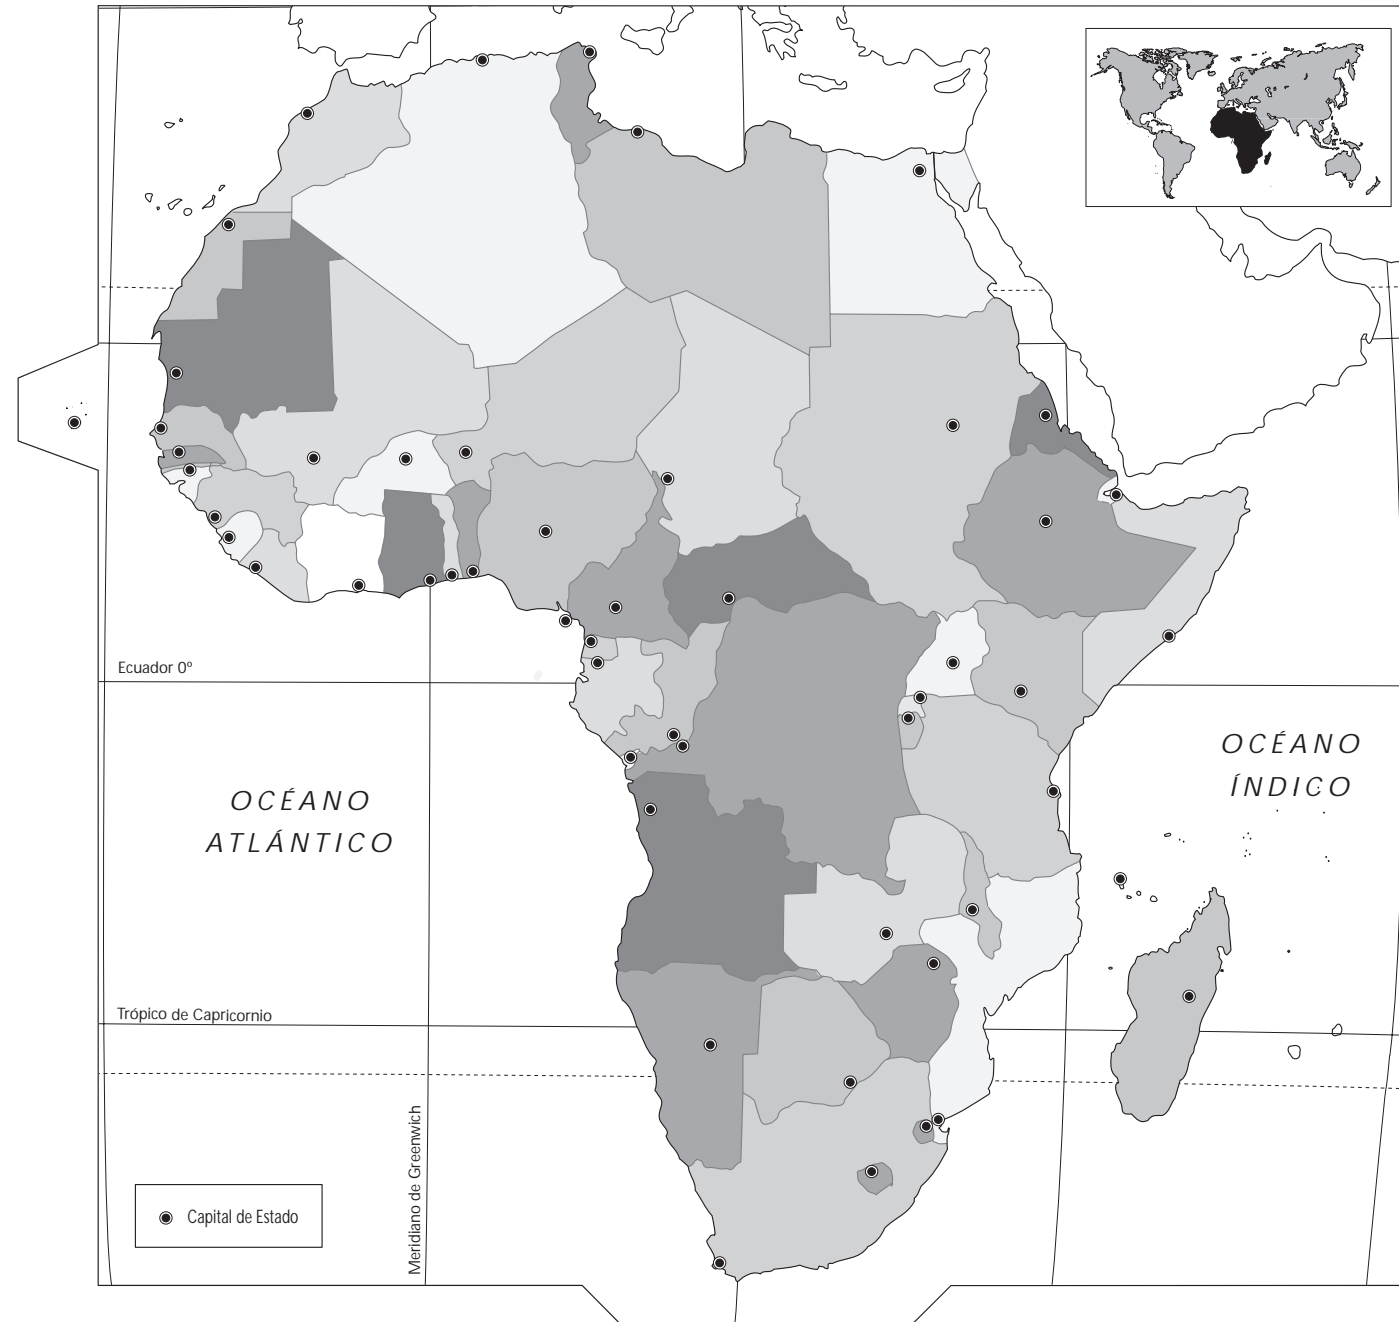 Ecuador 0º
OCÉANO
ÍNDICO
OCÉANO
ATLÁNTICO
Trópico de Capricornio
Meridiano de Greenwich
Capital de Estado